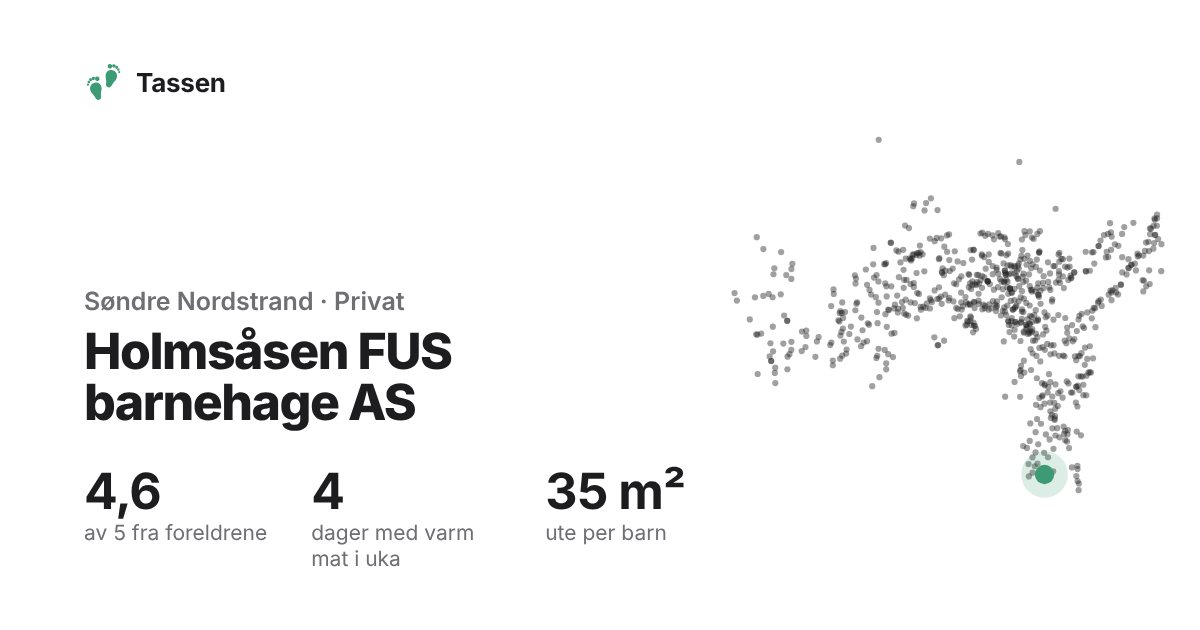 Tassen
Søndre Nordstrand · Privat
Holmsåsen FUS
barnehage AS
4,6
av 5 fra foreldrene
4
dager med varm
mat i uka
35 m²
ute per barn